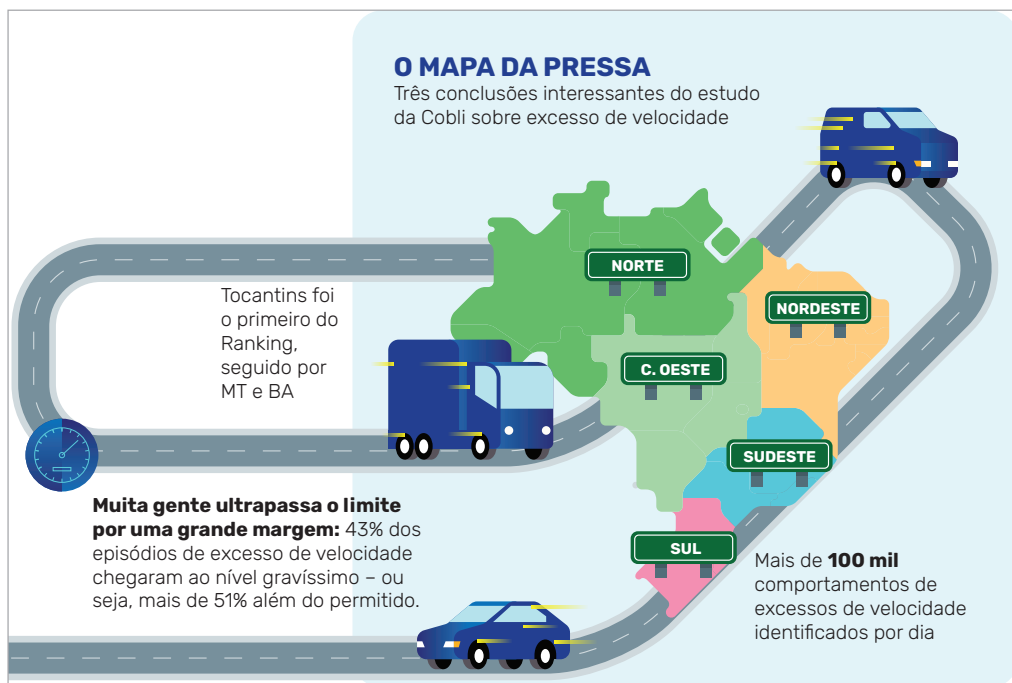 O MAPA DA PRESSA
Três conclusões interessantes do estudo
da Cobli sobre excesso de velocidade
NORTE
NORDESTE
C. OESTE
SUDESTE
SUL
Tocantins foi
o primeiro do
Ranking,
seguido por
MT e BA
Muita gente ultrapassa o limite
por uma grande margem: 43% dos
episódios de excesso de velocidade
chegaram ao nível gravíssimo – ou
seja, mais de 51% além do permitido.
Mais de 100 mil
comportamentos de
excessos de velocidade
identificados por dia